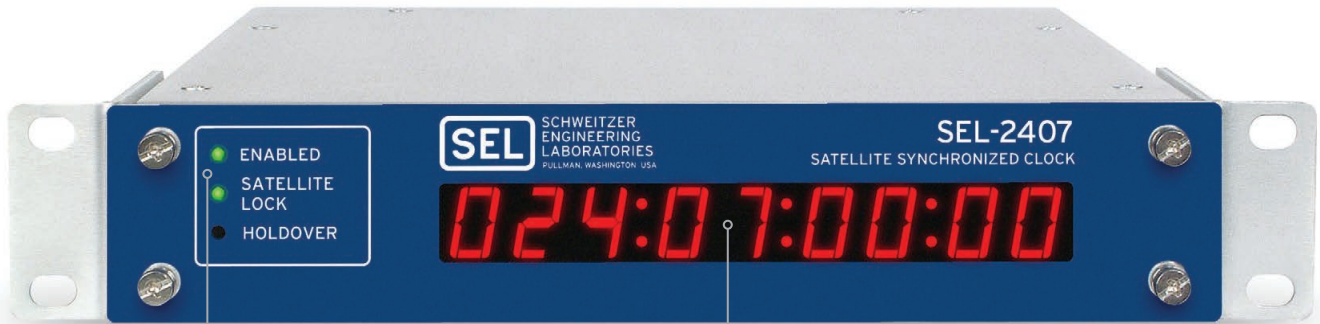 ENABLED
SATELLITE
LOCK
HOLDOVER
SEL
SCHWEITZER
ENGINEERING
LABORATORIES
PULLMAN, WASHINGTON USA
SEL-2407
SATELLITE SYNCHRONIZED CLOCK
024:07:00:00